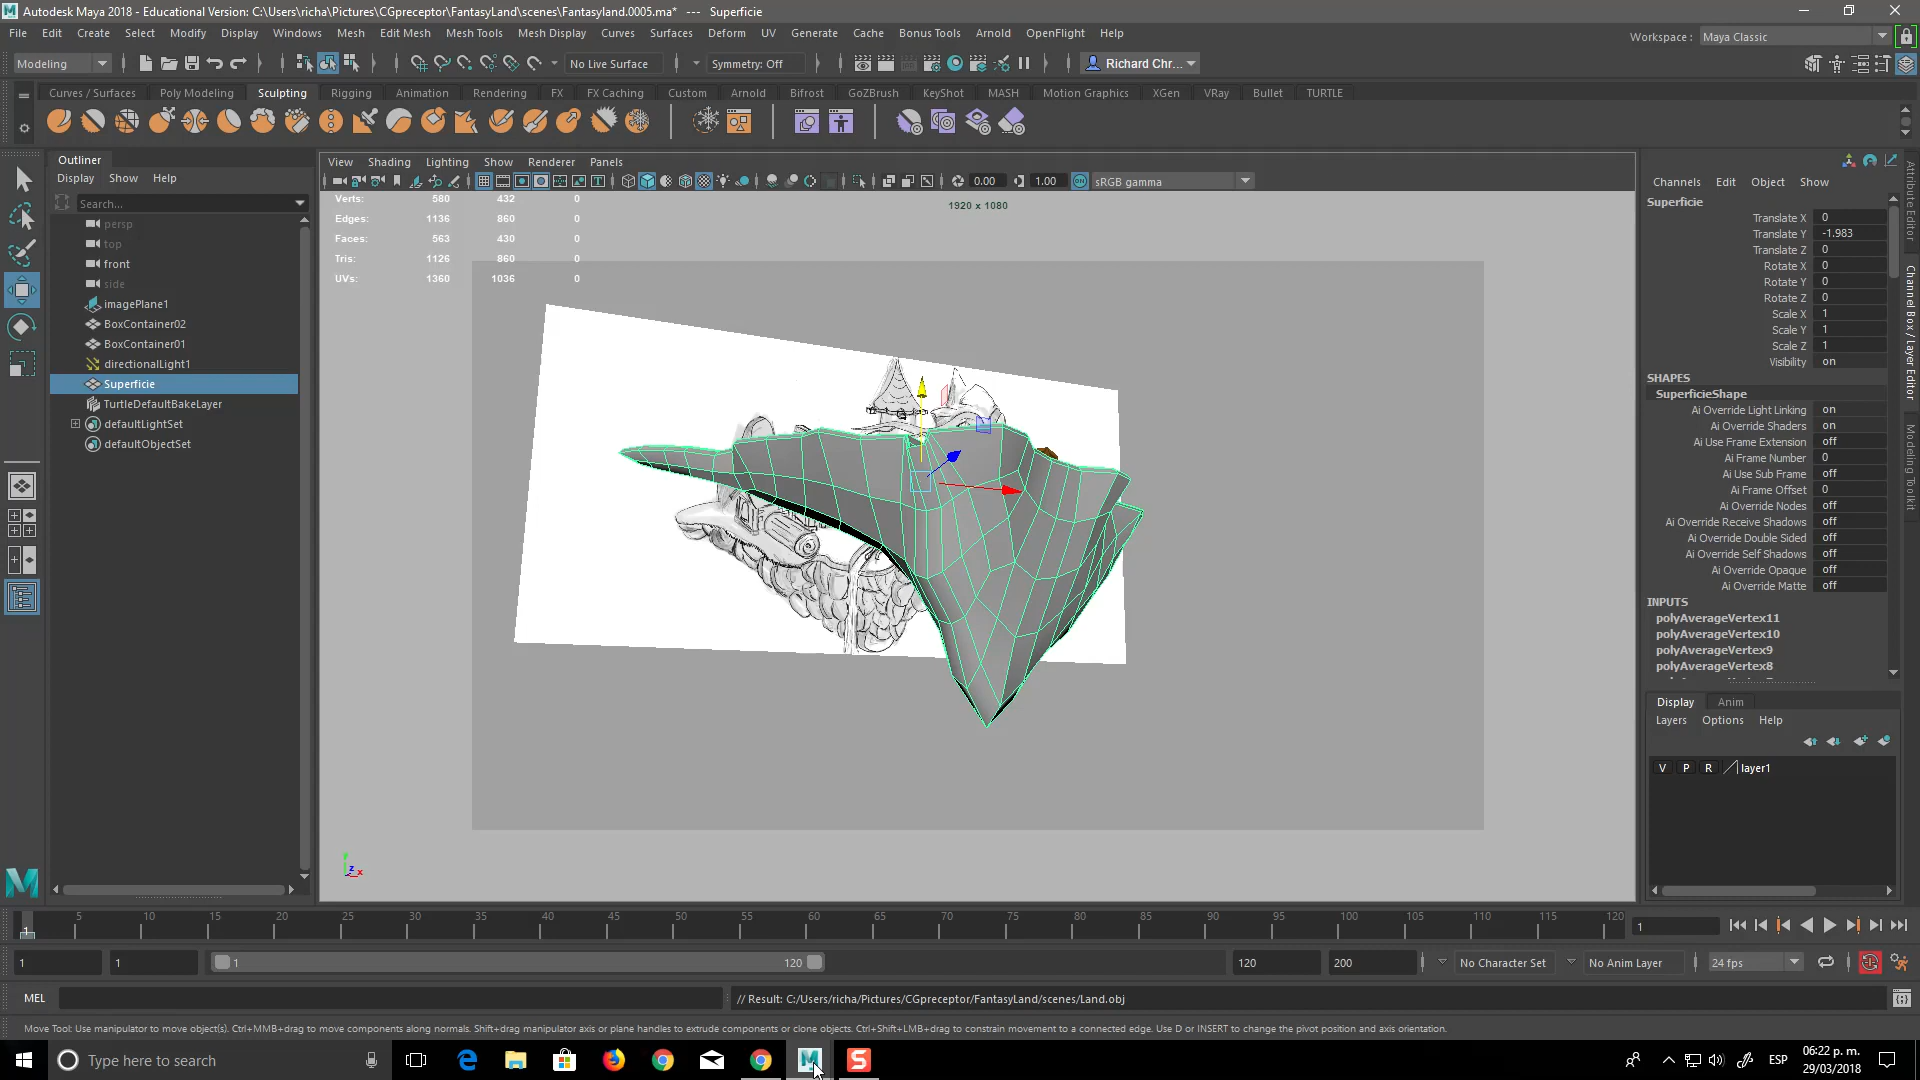 Autodesk Maya 2018 - Educational Version: C:\Users\richa\Pictures\CGpreceptor\FantasyLand\scenes\Fantasyland.0005.ma* --- Superficie
File Edit Create Select Modify Display Windows Mesh Edit Mesh Mesh Tools Mesh Display Curves Surfaces Deform UV Generate Cache Bonus Tools Arnold OpenFlight Help
Workspace : Maya Classic
Modeling No Live Surface Symmetry: Off Richard Chr...
Curves / Surfaces Poly Modeling Sculpting Rigging Animation Rendering FX FX Caching Custom Arnold Bifrost GoZBrush KeyShot MASH Motion Graphics XGen VRay Bullet TURTLE
Outliner
Display Show Help
Search...
persp
top
front
side
imagePlane1
BoxContainer02
BoxContainer01
directionalLight1
Superficie
TurtleDefaultBakeLayer
defaultLightSet
defaultObjectSet
View Shading Lighting Show Renderer Panels
0.00 1.00 ON sRGB gamma
Verts: 580 432 0
Edges: 1136 860 0
Faces: 563 430 0
Tris: 1126 860 0
UVs: 1360 1036 0
1920 x 1080
y
z x
Channels Edit Object Show
Superficie
Translate X 0
Translate Y -1.983
Translate Z 0
Rotate X 0
Rotate Y 0
Rotate Z 0
Scale X 1
Scale Y 1
Scale Z 1
Visibility on
SHAPES
SuperficieShape
Ai Override Light Linking on
Ai Override Shaders on
Ai Use Frame Extension off
Ai Frame Number 0
Ai Use Sub Frame off
Ai Frame Offset 0
Ai Override Nodes off
Ai Override Receive Shadows off
Ai Override Double Sided off
Ai Override Self Shadows off
Ai Override Opaque off
Ai Override Matte off
INPUTS
polyAverageVertex11
polyAverageVertex10
polyAverageVertex9
polyAverageVertex8
Display Anim
Layers Options Help
V P R layer1
Attribute Editor
Channel Box / Layer Editor
Modeling Toolkit
1 5 10 15 20 25 30 35 40 45 50 55 60 65 70 75 80 85 90 95 100 105 110 115 120 1
1 1 1 120 120 200 No Character Set No Anim Layer 24 fps
MEL // Result: C:/Users/richa/Pictures/CGpreceptor/FantasyLand/scenes/Land.obj
Move Tool: Use manipulator to move object(s). Ctrl+MMB+drag to move components along normals. Shift+drag manipulator axis or plane handles to extrude components or clone objects. Ctrl+Shift+LMB+drag to constrain movement to a connected edge. Use D or INSERT to change the pivot position and axis orientation.
Type here to search
ESP
06:22 p. m.
29/03/2018